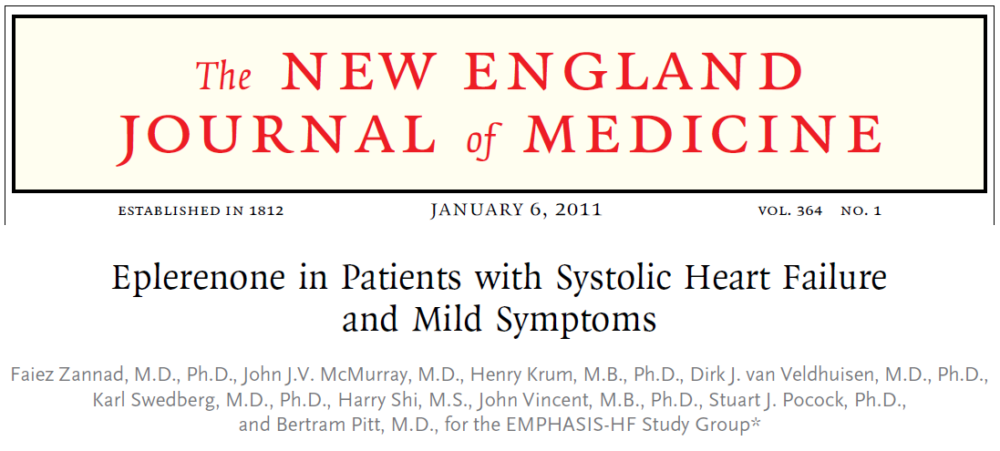 The NEW ENGLAND
JOURNAL of MEDICINE
ESTABLISHED IN 1812 JANUARY 6, 2011 VOL. 364 NO. 1
Eplerenone in Patients with Systolic Heart Failure
and Mild Symptoms
Faiez Zannad, M.D., Ph.D., John J.V. McMurray, M.D., Henry Krum, M.B., Ph.D., Dirk J. van Veldhuisen, M.D., Ph.D.,
Karl Swedberg, M.D., Ph.D., Harry Shi, M.S., John Vincent, M.B., Ph.D., Stuart J. Pocock, Ph.D.,
and Bertram Pitt, M.D., for the EMPHASIS-HF Study Group*